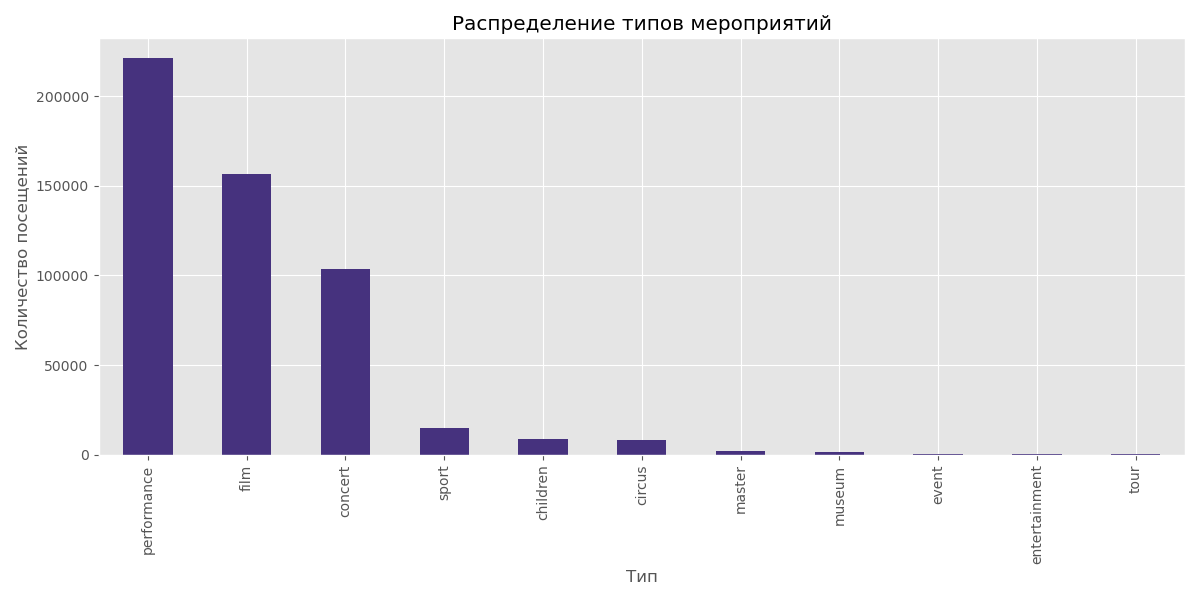 Распределение типов мероприятий
Количество посещений
200000
150000
100000
50000
0
performance
film
concert
sport
children
circus
master
museum
event
entertainment
tour
Тип